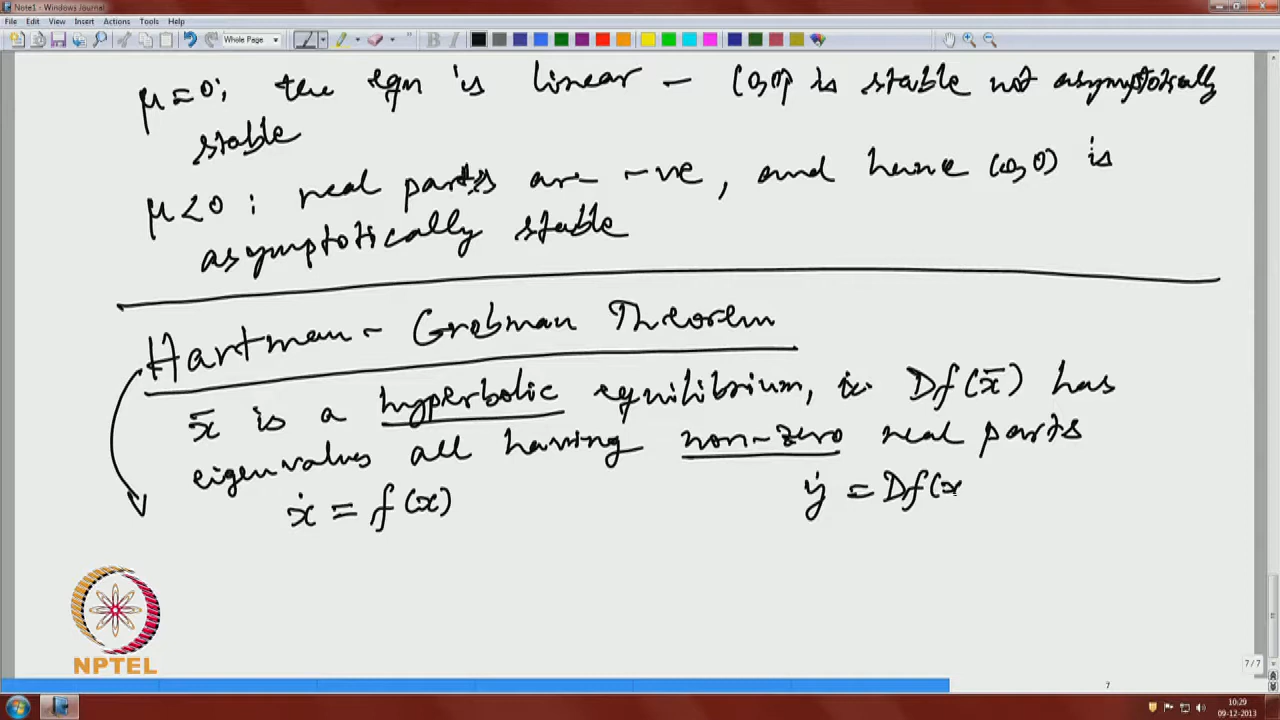 Note1 - Windows Journal
File Edit View Insert Actions Tools Help
Whole Page
μ=0; the eqn is linear - (0,0) is stable not asymptotically
stable
μ<0: real parts are -ve, and hence (0,0) is
asymptotically stable
Hartman - Grobman Theorem
x̄ is a hyperbolic equilibrium, ie. Df(x̄) has
eigenvalues all having non-zero real parts
ẋ = f(x) ẏ = Df(x
NPTEL
7/7
7
10:29
09-12-2013